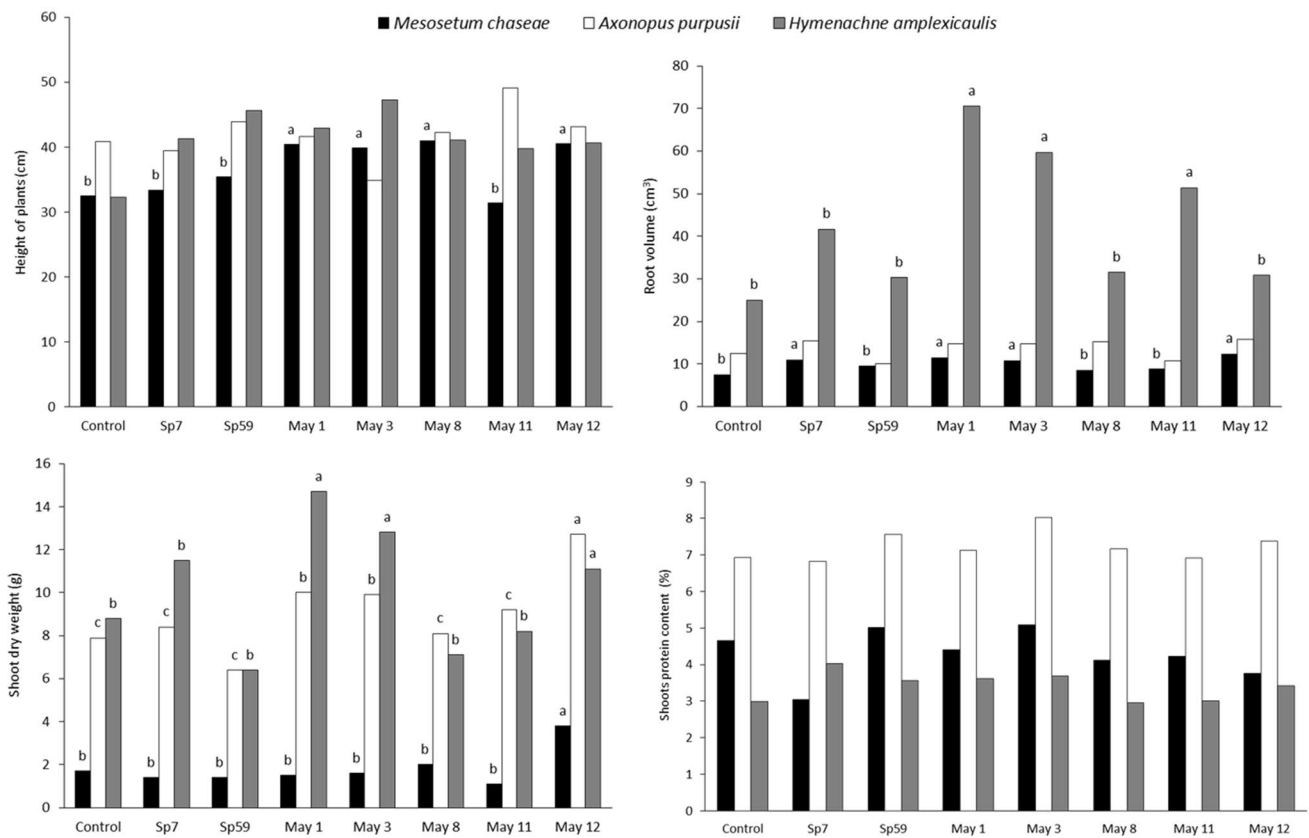 Mesosetum chaseae Axonopus purpusii Hymenachne amplexicaulis
Height of plants (cm)
60
50
40
30
20
10
0
b b b a a a b a
Control Sp7 Sp59 May 1 May 3 May 8 May 11 May 12
Root volume (cm³)
80
70
60
50
40
30
20
10
0
b b a b b b a a a a b b b a a b
Control Sp7 Sp59 May 1 May 3 May 8 May 11 May 12
Shoot dry weight (g)
16
14
12
10
8
6
4
2
0
b c b b c b b c b b b a b b a b c b b c b a a a
Control Sp7 Sp59 May 1 May 3 May 8 May 11 May 12
Shoots protein content (%)
9
8
7
6
5
4
3
2
1
0
Control Sp7 Sp59 May 1 May 3 May 8 May 11 May 12